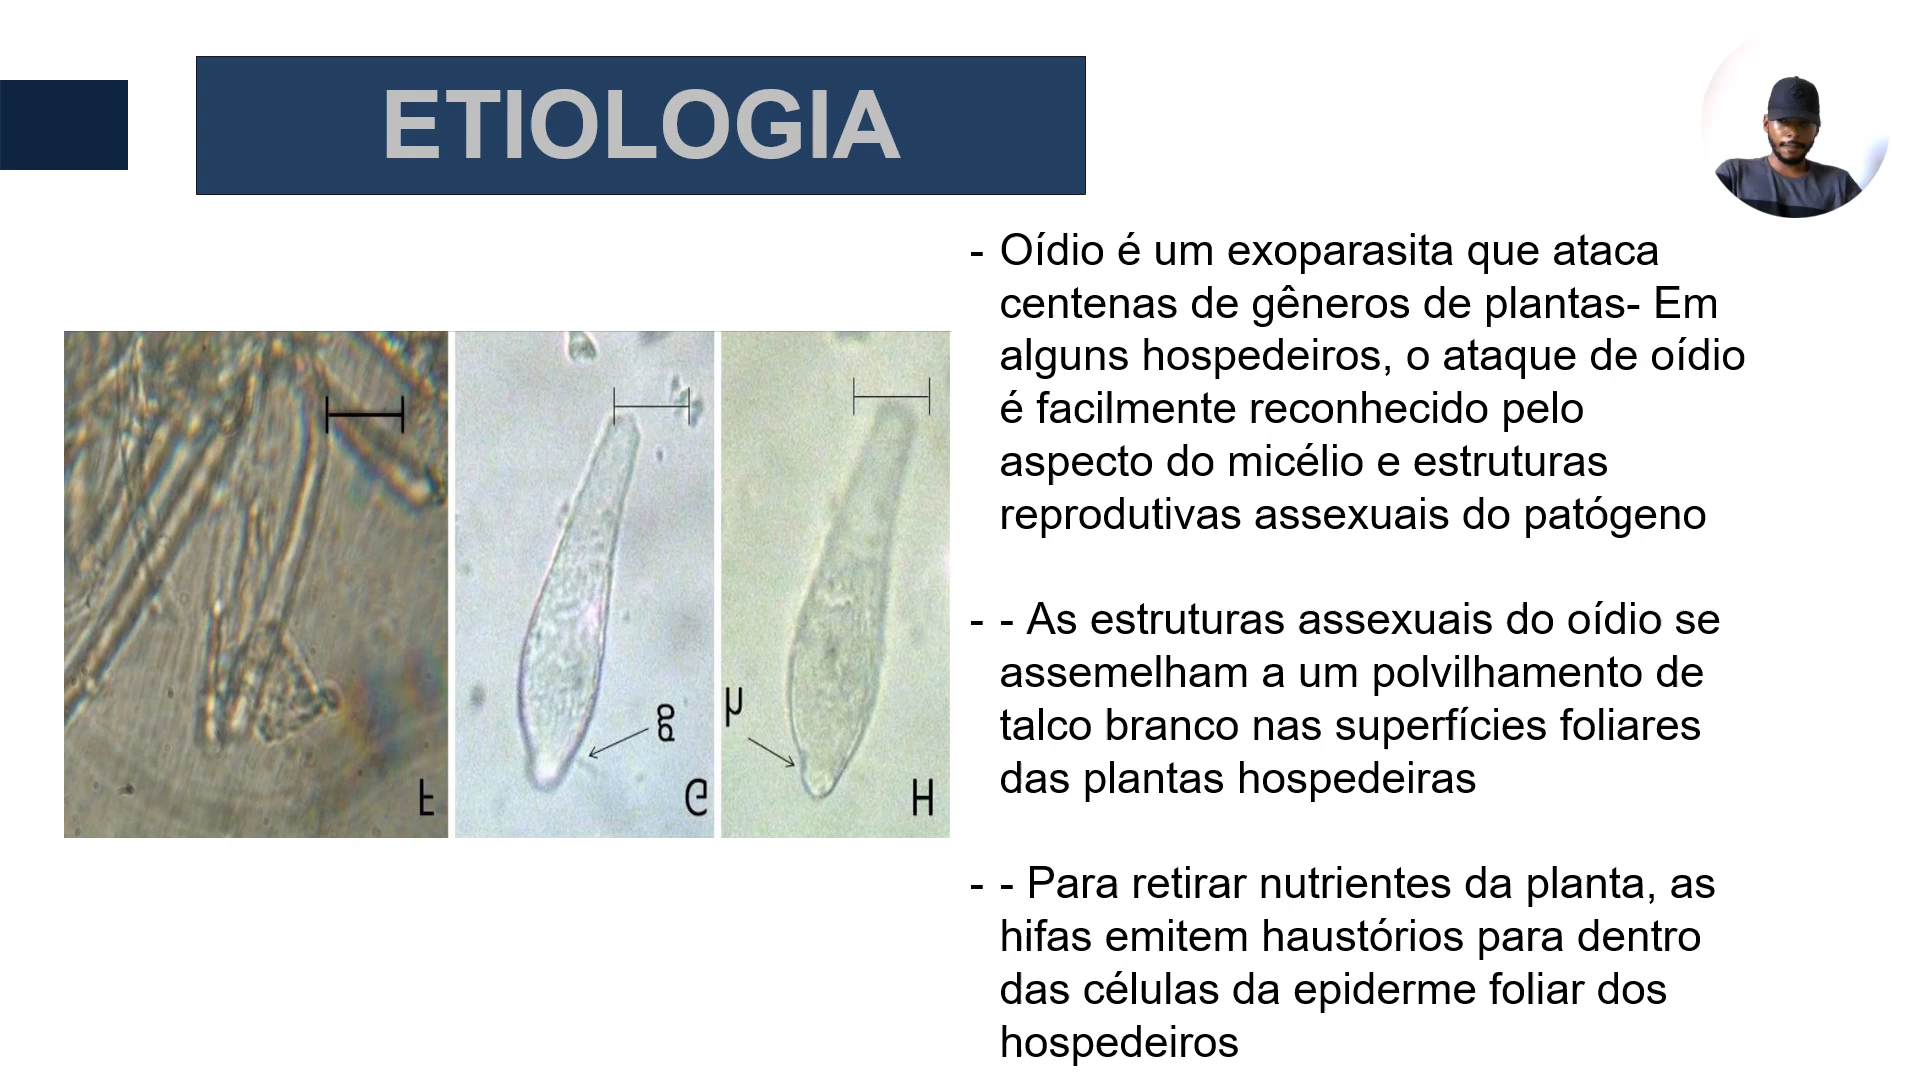 ETIOLOGIA
- Oídio é um exoparasita que ataca
centenas de gêneros de plantas- Em
alguns hospedeiros, o ataque de oídio
é facilmente reconhecido pelo
aspecto do micélio e estruturas
reprodutivas assexuais do patógeno
- - As estruturas assexuais do oídio se
assemelham a um polvilhamento de
talco branco nas superfícies foliares
das plantas hospedeiras
- - Para retirar nutrientes da planta, as
hifas emitem haustórios para dentro
das células da epiderme foliar dos
hospedeiros
F
g
G
h
H